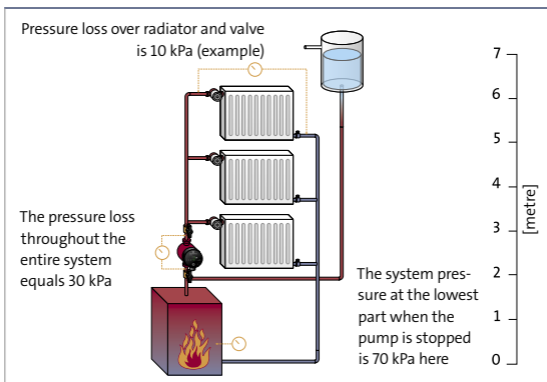 Pressure loss over radiator and valve
is 10 kPa (example)
The pressure loss
throughout the
entire system
equals 30 kPa
The system pres-
sure at the lowest
part when the
pump is stopped
is 70 kPa here
7
6
5
4
3
2
1
0
[metre]